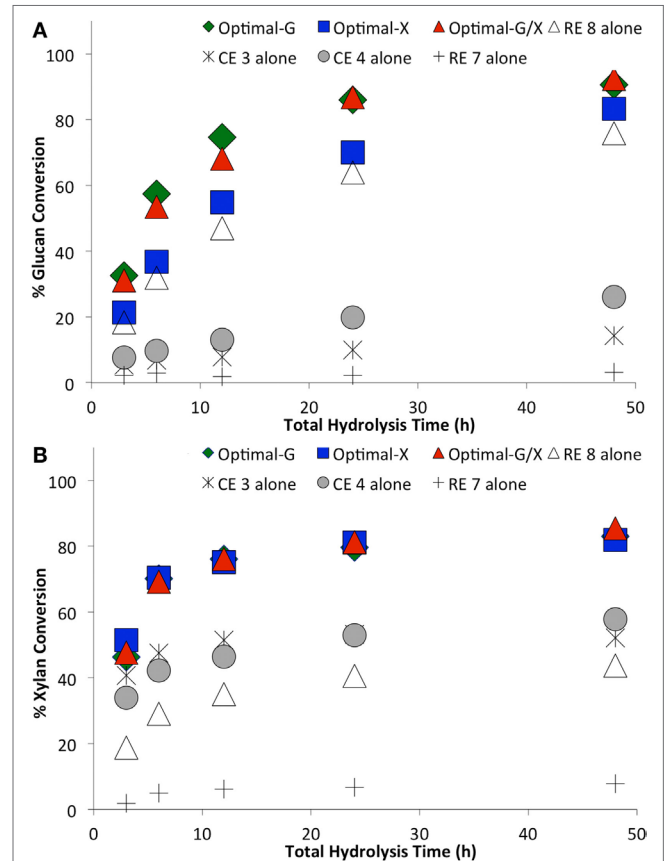 A
Optimal-G Optimal-X Optimal-G/X RE 8 alone
CE 3 alone CE 4 alone RE 7 alone
100
80
60
40
20
0
% Glucan Conversion
0 10 20 30 40 50
Total Hydrolysis Time (h)
B
Optimal-G Optimal-X Optimal-G/X RE 8 alone
CE 3 alone CE 4 alone RE 7 alone
100
80
60
40
20
0
% Xylan Conversion
0 10 20 30 40 50
Total Hydrolysis Time (h)